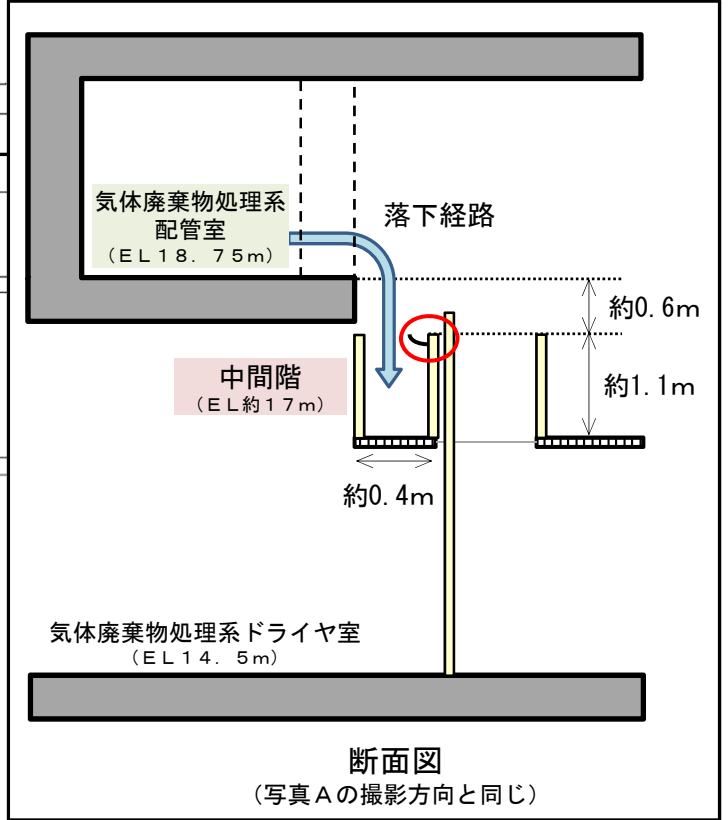 気体廃棄物処理系
配管室
(ＥＬ１８．７５ｍ)
落下経路
約0.6ｍ
中間階
(ＥＬ約１７ｍ)
約1.1ｍ
約0.4ｍ
気体廃棄物処理系ドライヤ室
(ＥＬ１４．５ｍ)
断面図
(写真Ａの撮影方向と同じ)